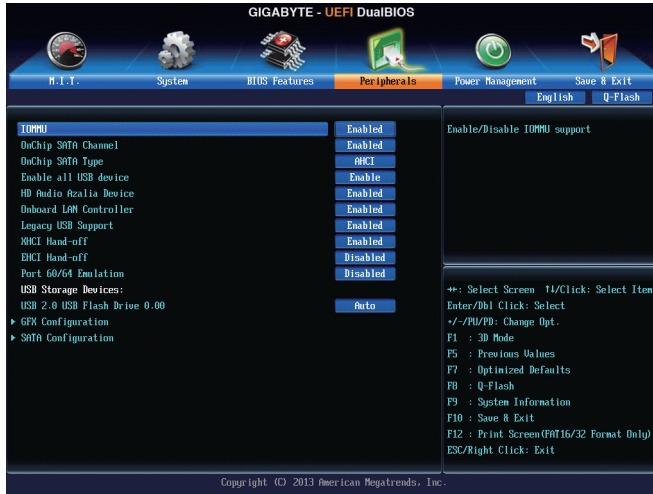 GIGABYTE - UEFI DualBIOS
M.I.T. System BIOS Features Peripherals Power Management Save & Exit
English Q-Flash
IOMMU Enabled
OnChip SATA Channel Enabled
OnChip SATA Type AHCI
Enable all USB device Enable
HD Audio Azalia Device Enabled
Onboard LAN Controller Enabled
Legacy USB Support Enabled
XHCI Hand-off Enabled
EHCI Hand-off Disabled
Port 60/64 Emulation Disabled
USB Storage Devices:
USB 2.0 USB Flash Drive 0.00 Auto
GFX Configuration
SATA Configuration
Enable/Disable IOMMU support
→←: Select Screen ↑↓/Click: Select Item
Enter/Dbl Click: Select
+/-/PU/PD: Change Opt.
F1 : 3D Mode
F5 : Previous Values
F7 : Optimized Defaults
F8 : Q-Flash
F9 : System Information
F10 : Save & Exit
F12 : Print Screen(FAT16/32 Format Only)
ESC/Right Click: Exit
Copyright (C) 2013 American Megatrends, Inc.